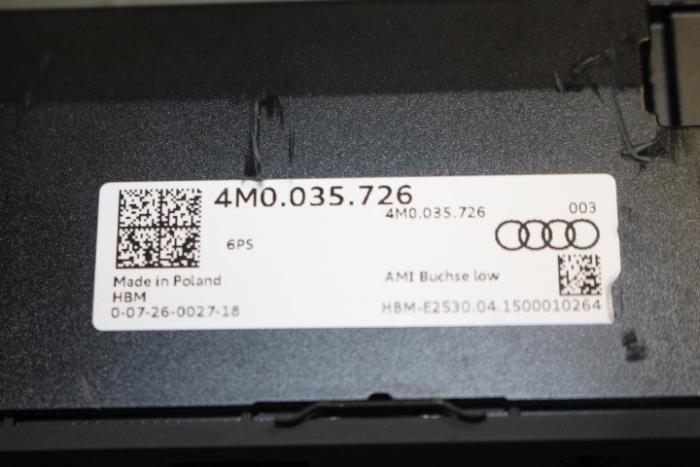 4M0.035.726
4M0.035.726
003
6PS
Made in Poland
AMI Buchse low
HBM
0-07-26-0027-18
HBM-E2530.04.1500010264